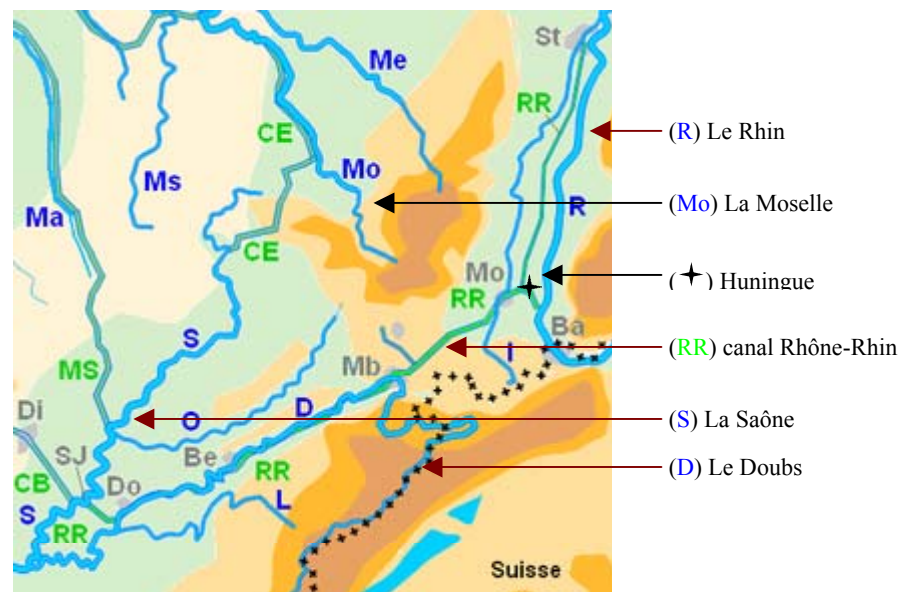 St
Me
RR
CE
Mo
Ms
R
Ma
CE
Mo
RR
S
Ba
I
MS
Mb
Di
O
D
SJ
Be
CB
Do
RR
L
S
RR
Suisse
(R) Le Rhin
(Mo) La Moselle
(✦) Huningue
(RR) canal Rhône-Rhin
(S) La Saône
(D) Le Doubs